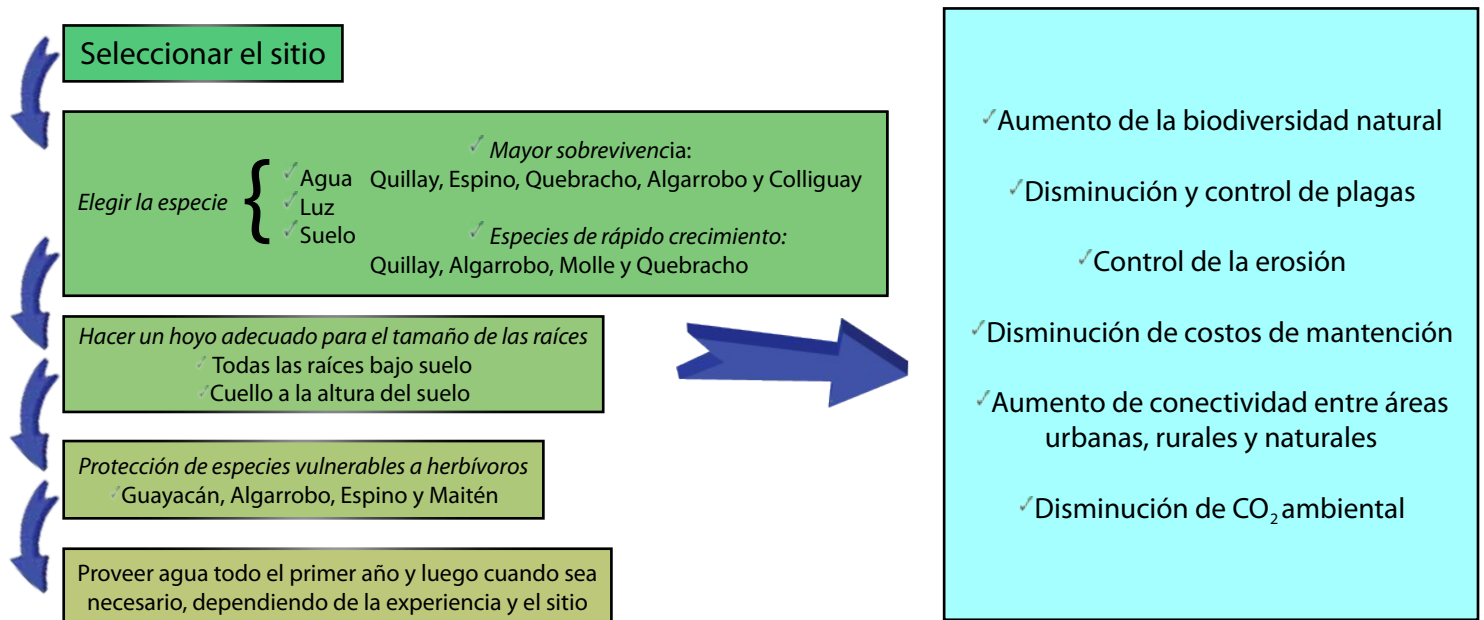 Seleccionar el sitio
Elegir la especie {
✓Agua
✓Luz
✓Suelo
✓ Mayor sobrevivencia:
Quillay, Espino, Quebracho, Algarrobo y Colliguay
✓ Especies de rápido crecimiento:
Quillay, Algarrobo, Molle y Quebracho
Hacer un hoyo adecuado para el tamaño de las raíces
✓ Todas las raíces bajo suelo
✓Cuello a la altura del suelo
Protección de especies vulnerables a herbívoros
✓Guayacán, Algarrobo, Espino y Maitén
Proveer agua todo el primer año y luego cuando sea
necesario, dependiendo de la experiencia y el sitio
✓Aumento de la biodiversidad natural
✓Disminución y control de plagas
✓Control de la erosión
✓Disminución de costos de mantención
✓Aumento de conectividad entre áreas
urbanas, rurales y naturales
✓Disminución de CO₂ ambiental